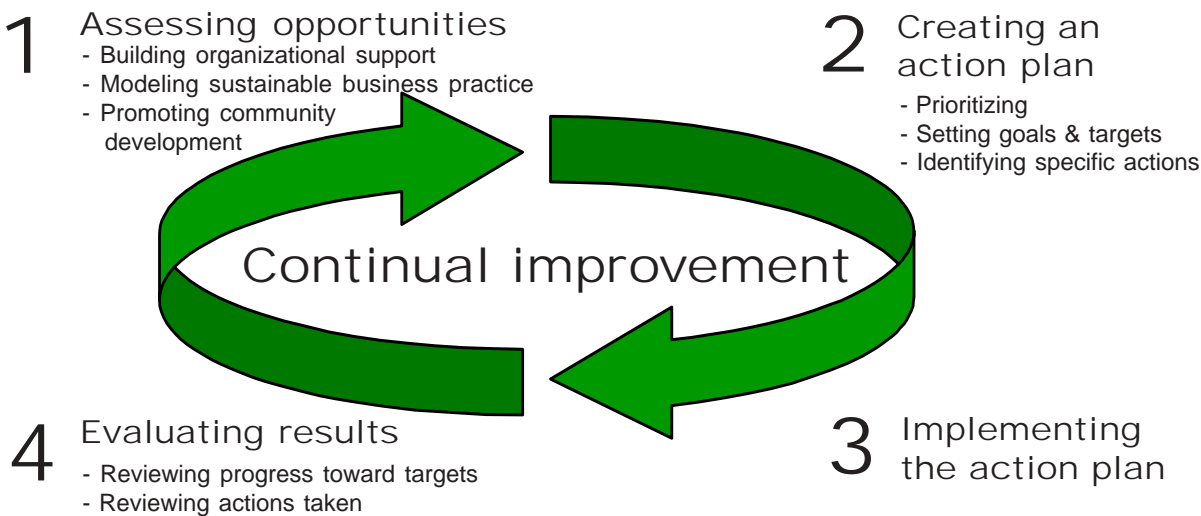 1 Assessing opportunities
- Building organizational support
- Modeling sustainable business practice
- Promoting community
development
2 Creating an
action plan
- Prioritizing
- Setting goals & targets
- Identifying specific actions
Continual improvement
3 Implementing
the action plan
4 Evaluating results
- Reviewing progress toward targets
- Reviewing actions taken